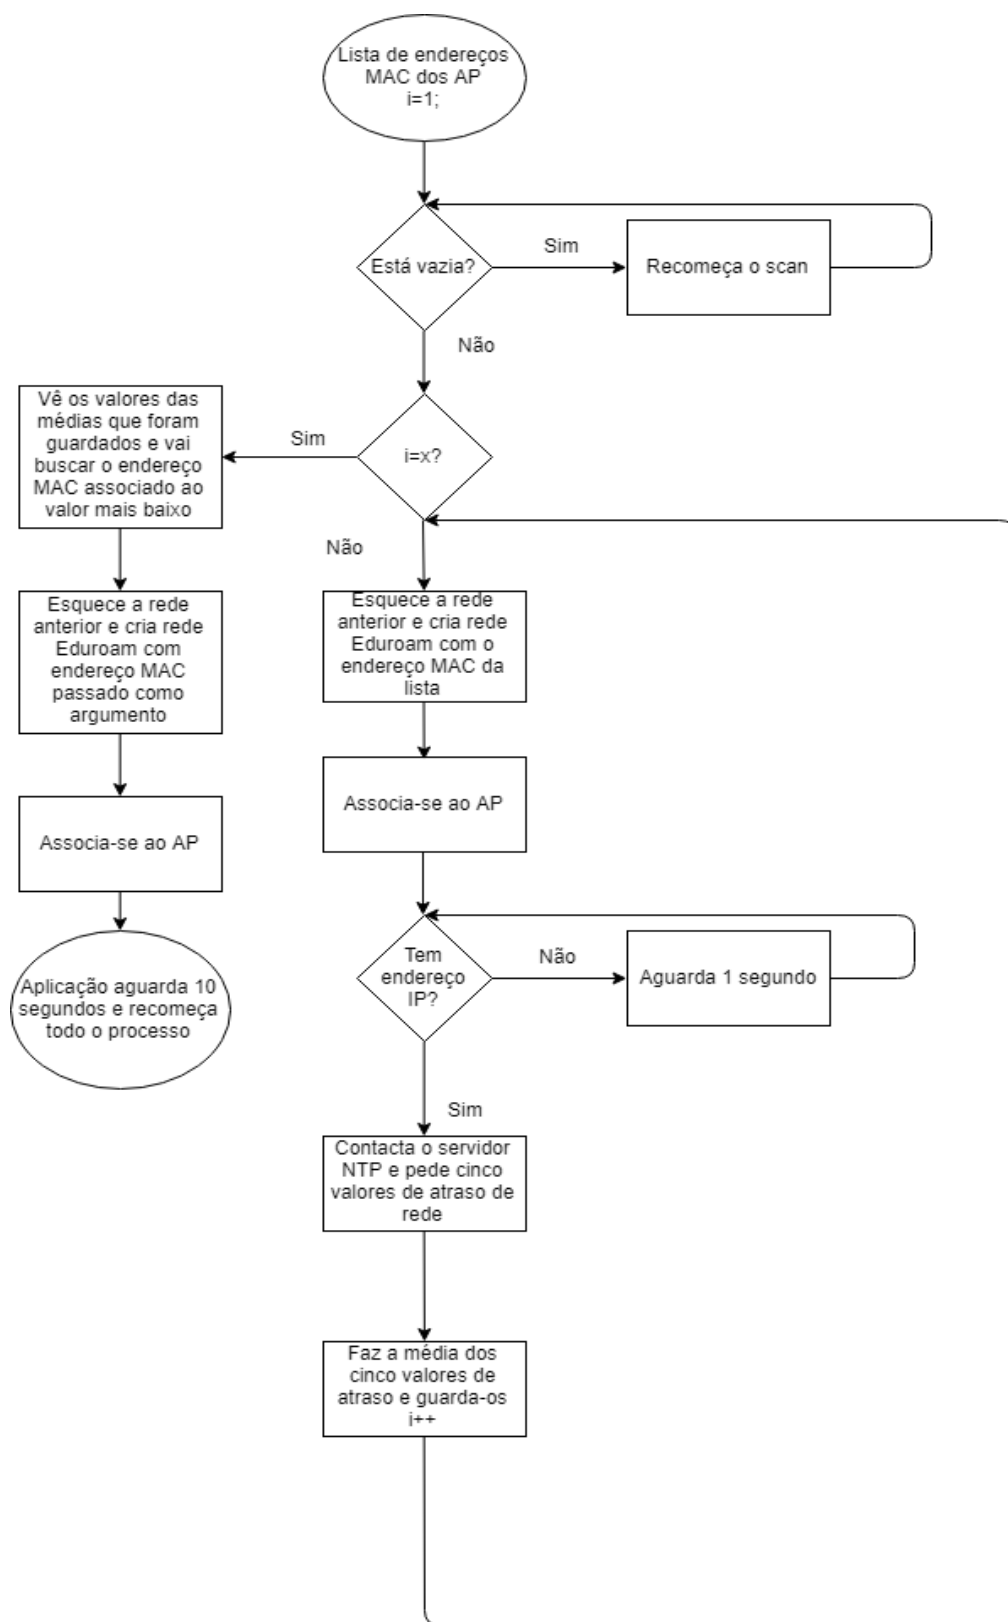 Lista de endereços
MAC dos AP
i=1;
Está vazia?
Sim
Recomeça o scan
Não
i=x?
Sim
Vê os valores das
médias que foram
guardados e vai
buscar o endereço
MAC associado ao
valor mais baixo
Esquece a rede
anterior e cria rede
Eduroam com
endereço MAC
passado como
argumento
Associa-se ao AP
Aplicação aguarda 10
segundos e recomeça
todo o processo
Não
Esquece a rede
anterior e cria rede
Eduroam com o
endereço MAC da
lista
Associa-se ao AP
Tem
endereço
IP?
Não
Aguarda 1 segundo
Sim
Contacta o servidor
NTP e pede cinco
valores de atraso de
rede
Faz a média dos
cinco valores de
atraso e guarda-os
i++